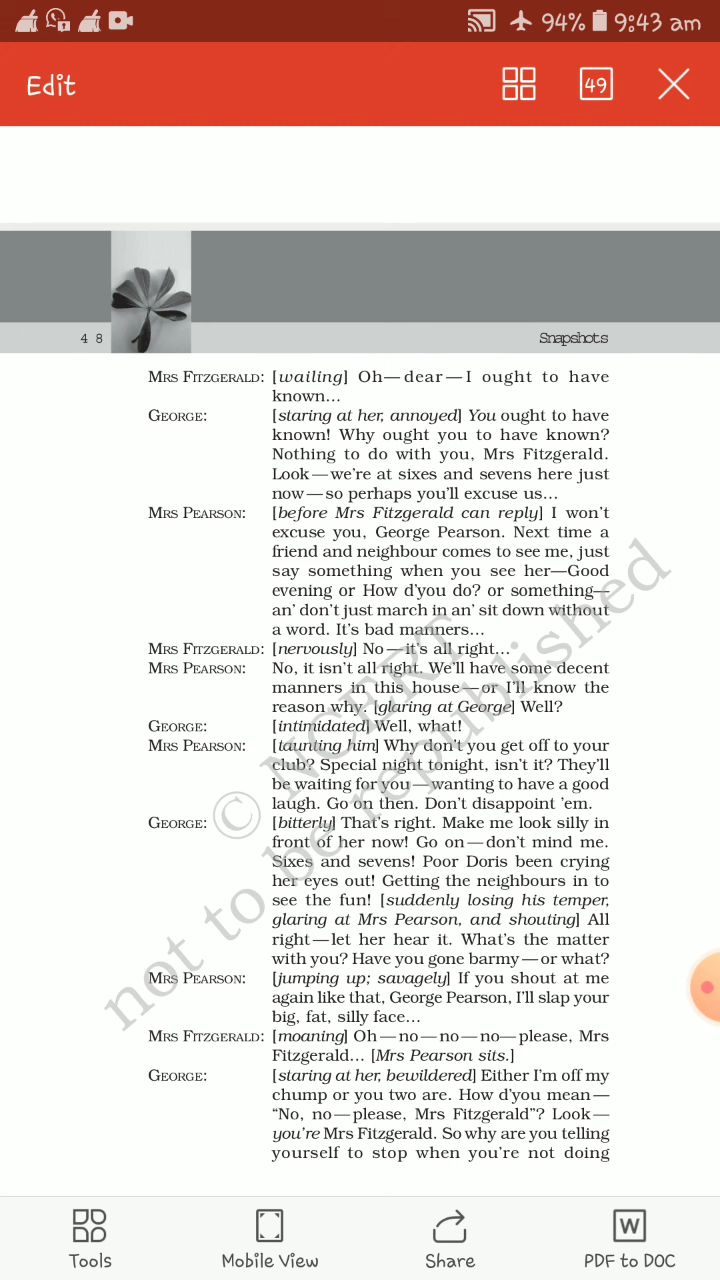 94% 9:43 am
Edit 49
4 8 Snapshots
MRS FITZGERALD: [wailing] Oh—dear—I ought to have
known…
GEORGE: [staring at her, annoyed] You ought to have
known! Why ought you to have known?
Nothing to do with you, Mrs Fitzgerald.
Look—we're at sixes and sevens here just
now—so perhaps you'll excuse us…
MRS PEARSON: [before Mrs Fitzgerald can reply] I won't
excuse you, George Pearson. Next time a
friend and neighbour comes to see me, just
say something when you see her—Good
evening or How d'you do? or something—
an' don't just march in an' sit down without
a word. It's bad manners…
MRS FITZGERALD: [nervously] No—it's all right…
MRS PEARSON: No, it isn't all right. We'll have some decent
manners in this house—or I'll know the
reason why. [glaring at George] Well?
GEORGE: [intimidated] Well, what!
MRS PEARSON: [taunting him] Why don't you get off to your
club? Special night tonight, isn't it? They'll
be waiting for you—wanting to have a good
laugh. Go on then. Don't disappoint 'em.
GEORGE: [bitterly] That's right. Make me look silly in
front of her now! Go on—don't mind me.
Sixes and sevens! Poor Doris been crying
her eyes out! Getting the neighbours in to
see the fun! [suddenly losing his temper,
glaring at Mrs Pearson, and shouting] All
right—let her hear it. What's the matter
with you? Have you gone barmy—or what?
MRS PEARSON: [jumping up; savagely] If you shout at me
again like that, George Pearson, I'll slap your
big, fat, silly face…
MRS FITZGERALD: [moaning] Oh—no—no—no—please, Mrs
Fitzgerald… [Mrs Pearson sits.]
GEORGE: [staring at her, bewildered] Either I'm off my
chump or you two are. How d'you mean—
"No, no—please, Mrs Fitzgerald"? Look—
you're Mrs Fitzgerald. So why are you telling
yourself to stop when you're not doing
© NCERT
not to be republished
Tools Mobile View Share PDF to DOC
W